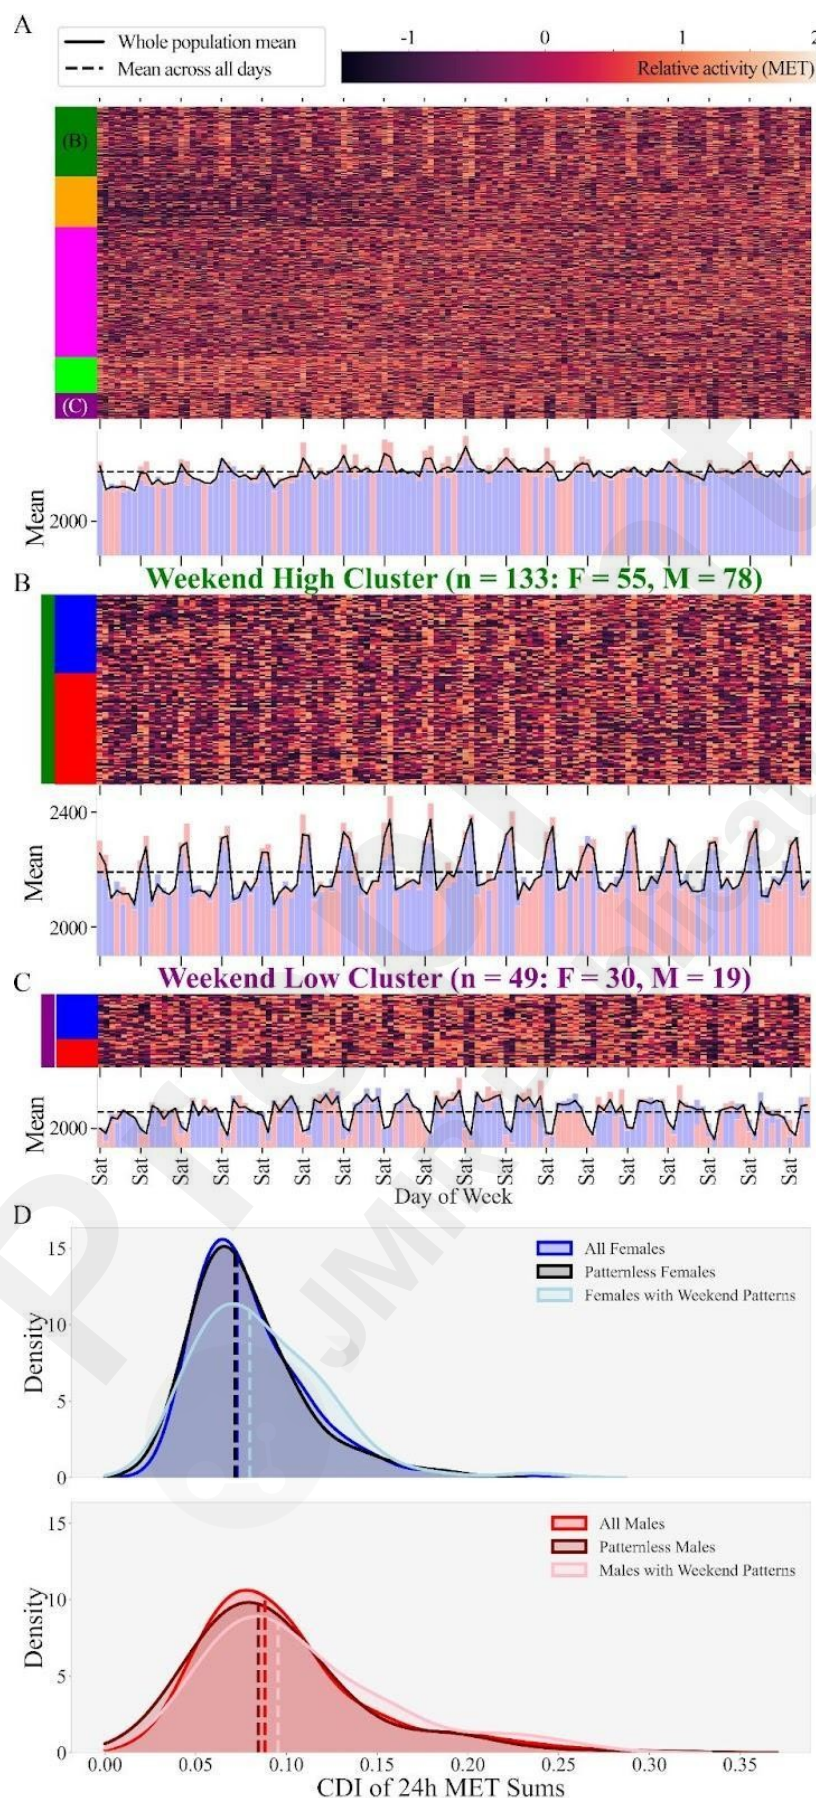 A
Whole population mean
Mean across all days
-1 0 1 2
Relative activity (MET)
(B)
(C)
Mean
2000
B
Weekend High Cluster (n = 133: F = 55, M = 78)
2400
Mean
2000
C
Weekend Low Cluster (n = 49: F = 30, M = 19)
Mean
2000
Sat Sat Sat Sat Sat Sat Sat Sat Sat Sat Sat Sat Sat Sat Sat Sat Sat Sat
Day of Week
D
15
10
5
0
Density
All Females
Patternless Females
Females with Weekend Patterns
15
10
5
0
Density
All Males
Patternless Males
Males with Weekend Patterns
0.00 0.05 0.10 0.15 0.20 0.25 0.30 0.35
CDI of 24h MET Sums
JMIR